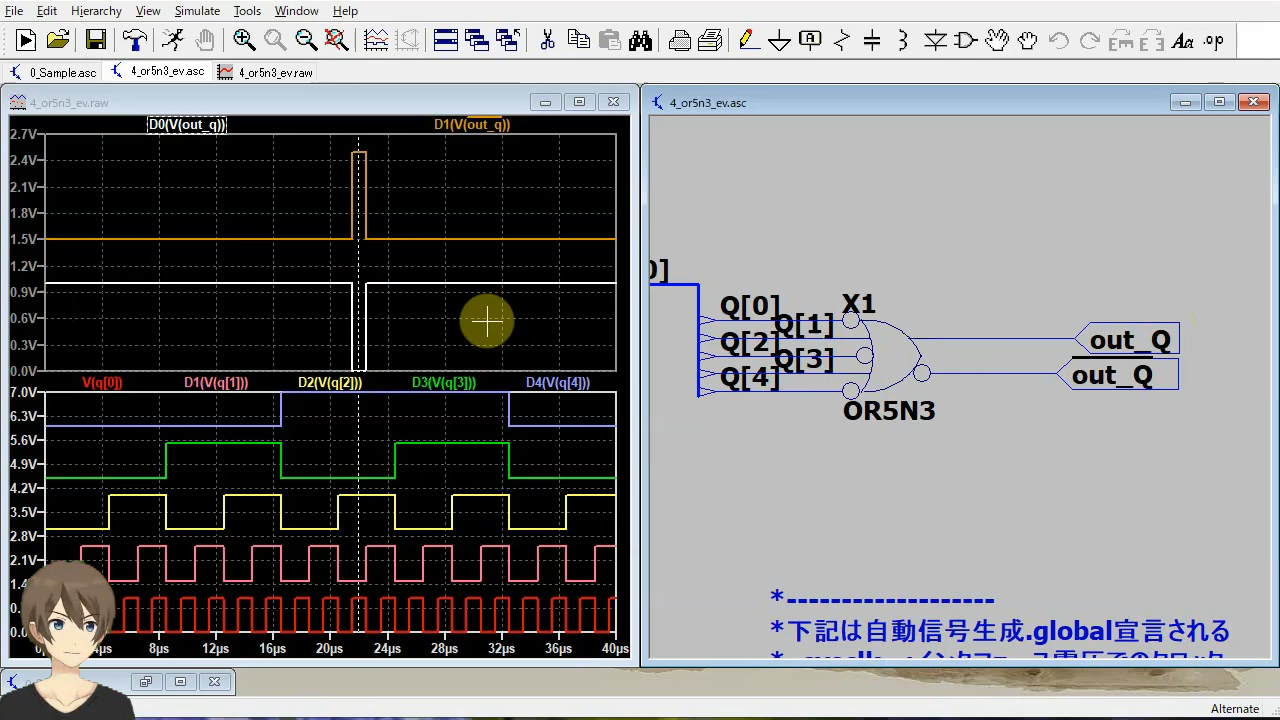 File Edit Hierarchy View Simulate Tools Window Help
0_Sample.asc 4_or5n3_ev.asc 4_or5n3_ev.raw
4_or5n3_ev.raw
D0(V(out_q)) D1(V(out_q))
2.7V
2.4V
2.1V
1.8V
1.5V
1.2V
0.9V
0.6V
0.3V
0.0V
V(q[0]) D1(V(q[1])) D2(V(q[2])) D3(V(q[3])) D4(V(q[4]))
7.0V
6.3V
5.6V
4.9V
4.2V
3.5V
2.8V
2.1V
8µs 12µs 16µs 20µs 24µs 28µs 32µs 36µs 40µs
4_or5n3_ev.asc
Q[0]
Q[1]
Q[2]
Q[3]
Q[4]
X1
out_Q
out_Q
OR5N3
*-------------------
*下記は自動信号生成.global宣言される
.op
Alternate